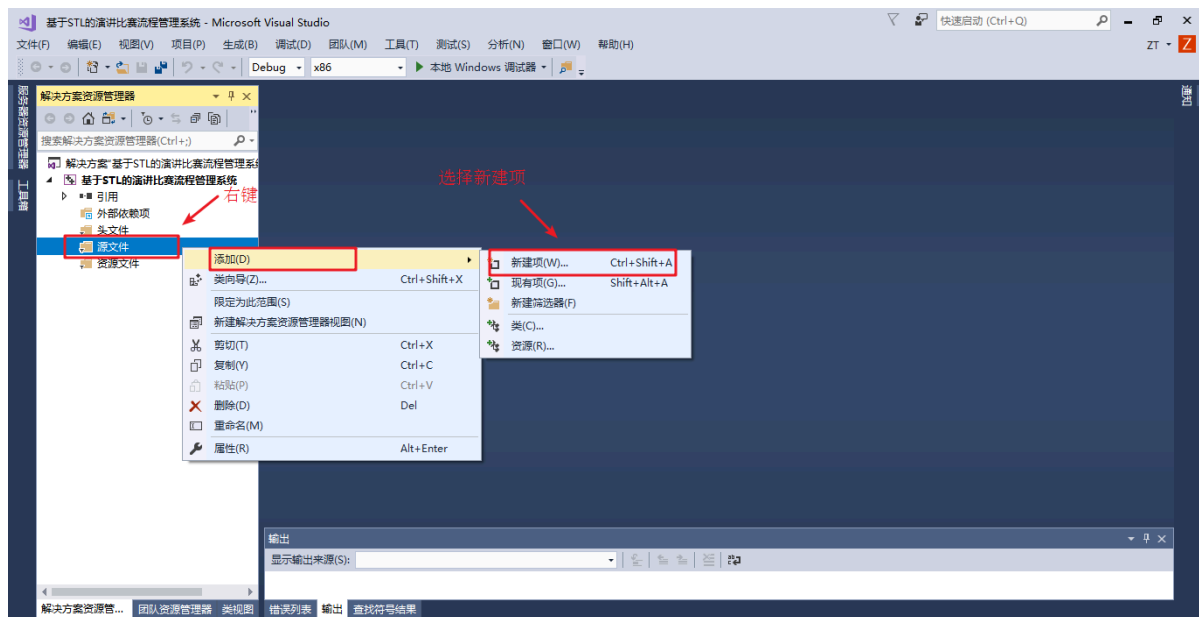 基于STL的演讲比赛流程管理系统 - Microsoft Visual Studio
快速启动 (Ctrl+Q)
文件(F) 编辑(E) 视图(V) 项目(P) 生成(B) 调试(D) 团队(M) 工具(T) 测试(S) 分析(N) 窗口(W) 帮助(H)
ZT Z
Debug x86 本地 Windows 调试器
服务器资源管理器
工具箱
通知
解决方案资源管理器
搜索解决方案资源管理器(Ctrl+;)
解决方案"基于STL的演讲比赛流程管理系统
基于STL的演讲比赛流程管理系统
引用
右键
外部依赖项
头文件
源文件
资源文件
选择新建项
添加(D)
类向导(Z)... Ctrl+Shift+X
限定为此范围(S)
新建解决方案资源管理器视图(N)
剪切(T) Ctrl+X
复制(Y) Ctrl+C
粘贴(P) Ctrl+V
删除(D) Del
重命名(M)
属性(R) Alt+Enter
新建项(W)... Ctrl+Shift+A
现有项(G)... Shift+Alt+A
新建筛选器(F)
类(C)...
资源(R)...
输出
显示输出来源(S):
解决方案资源管... 团队资源管理器 类视图
错误列表 输出 查找符号结果